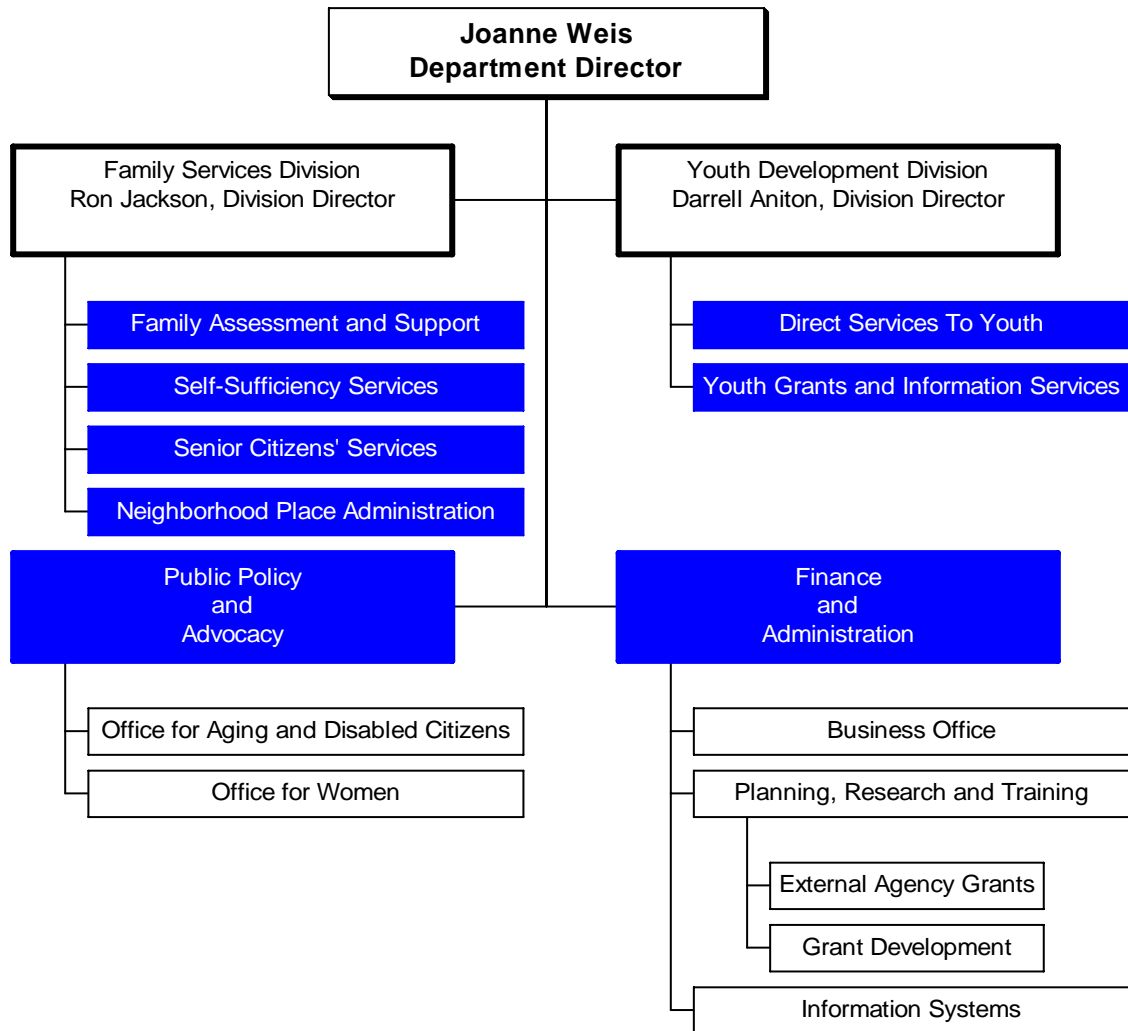 Joanne Weis
Department Director
Family Services Division
Ron Jackson, Division Director
Youth Development Division
Darrell Aniton, Division Director
Family Assessment and Support
Self-Sufficiency Services
Senior Citizens' Services
Neighborhood Place Administration
Direct Services To Youth
Youth Grants and Information Services
Public Policy
and
Advocacy
Finance
and
Administration
Office for Aging and Disabled Citizens
Office for Women
Business Office
Planning, Research and Training
External Agency Grants
Grant Development
Information Systems